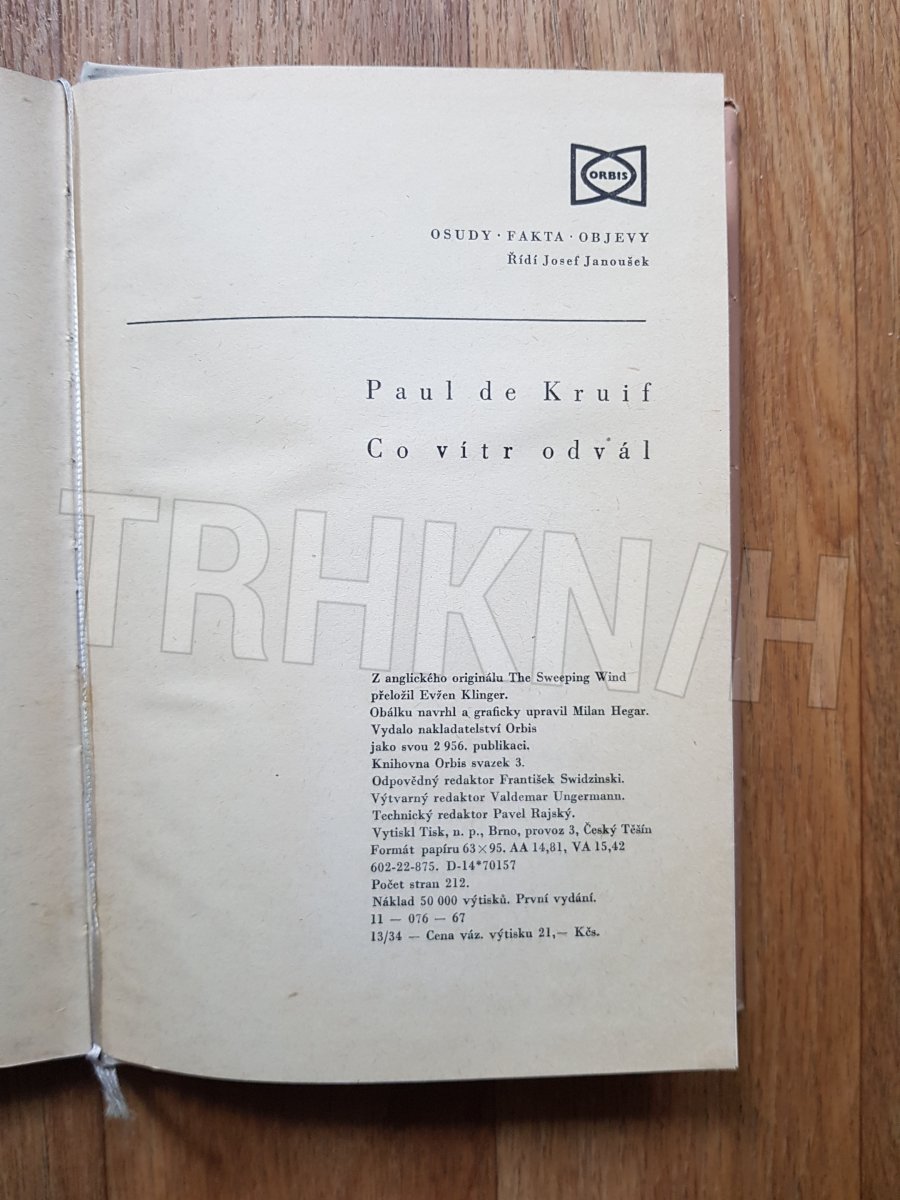 ORBIS
OSUDY · FAKTA · OBJEVY
Řídí Josef Janoušek
Paul de Kruif
Co vítr odvál
TRHKNIH
Z anglického originálu The Sweeping Wind
přeložil Evžen Klinger.
Obálku navrhl a graficky upravil Milan Hegar.
Vydalo nakladatelství Orbis
jako svou 2 956. publikaci.
Knihovna Orbis svazek 3.
Odpovědný redaktor František Swidzinski.
Výtvarný redaktor Valdemar Ungermann.
Technický redaktor Pavel Rajský.
Vytiskl Tisk, n. p., Brno, provoz 3, Český Těšín
Formát papíru 63×95. AA 14,81, VA 15,42
602-22-875. D-14*70157
Počet stran 212.
Náklad 50 000 výtisků. První vydání.
11 — 076 — 67
13/34 — Cena váz. výtisku 21,— Kčs.